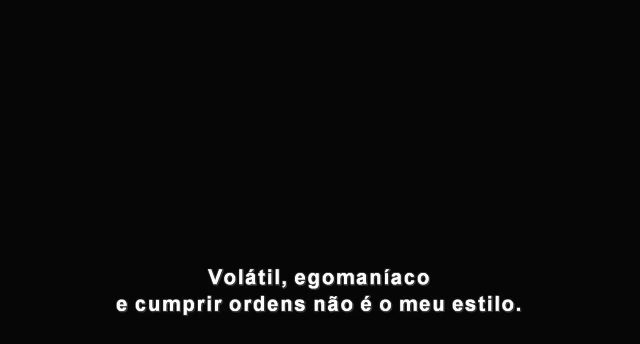 Volátil, egomaníaco
e cumprir ordens não é o meu estilo.